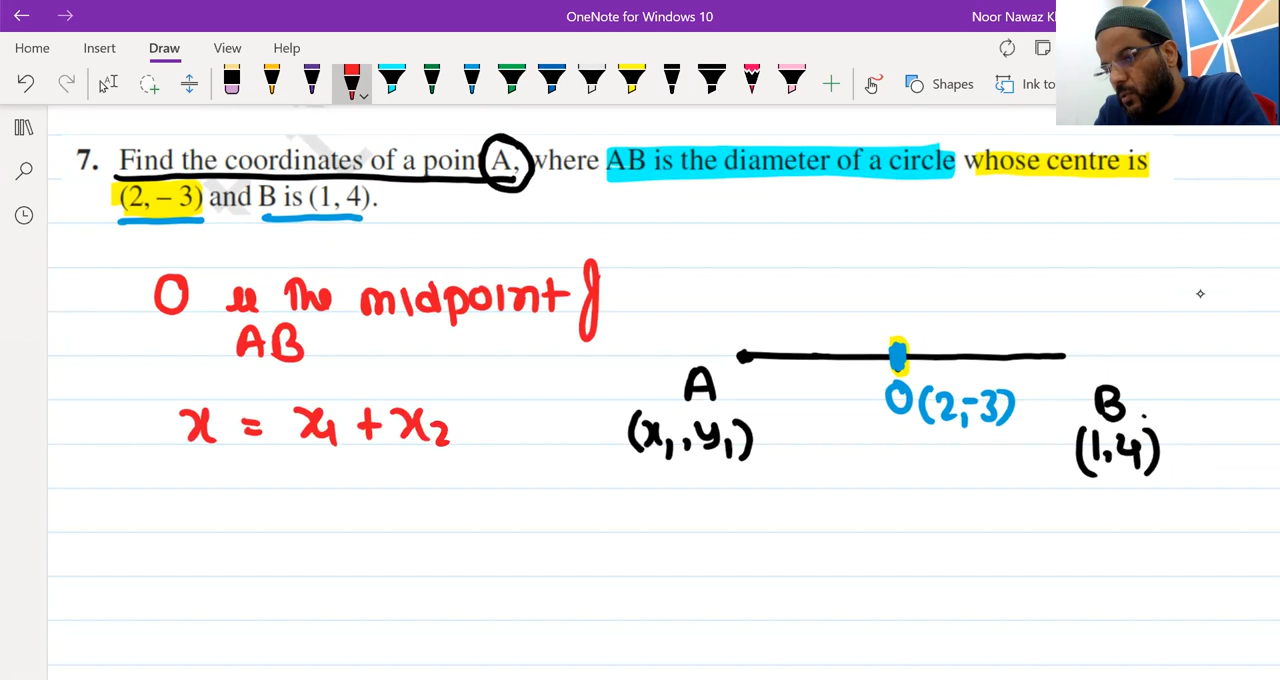 OneNote for Windows 10
Noor Nawaz Kh
Home Insert Draw View Help
Shapes
Ink to
7. Find the coordinates of a point A, where AB is the diameter of a circle whose centre is
(2, – 3) and B is (1, 4).
O is the midpoint of
AB
x = x₁ + x₂
A
(x₁, y₁)
O(2,-3)
B
(1,4)